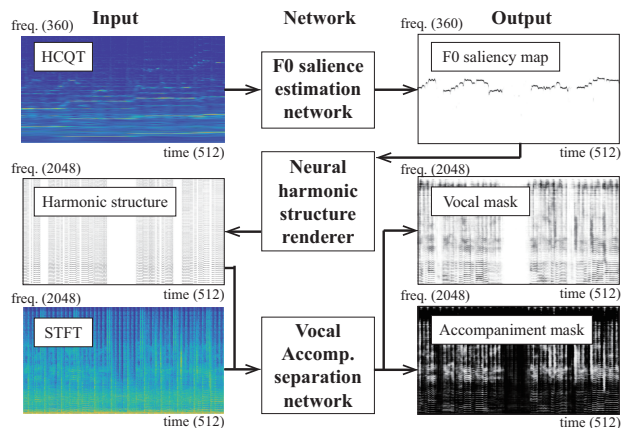 Input
Network
Output
freq. (360)
HCQT
time (512)
F0 salience
estimation
network
freq. (360)
F0 saliency map
time (512)
freq. (2048)
Harmonic structure
time (512)
Neural
harmonic
structure
renderer
freq. (2048)
Vocal mask
time (512)
freq. (2048)
STFT
time (512)
Vocal
Accomp.
separation
network
freq. (2048)
Accompaniment mask
time (512)